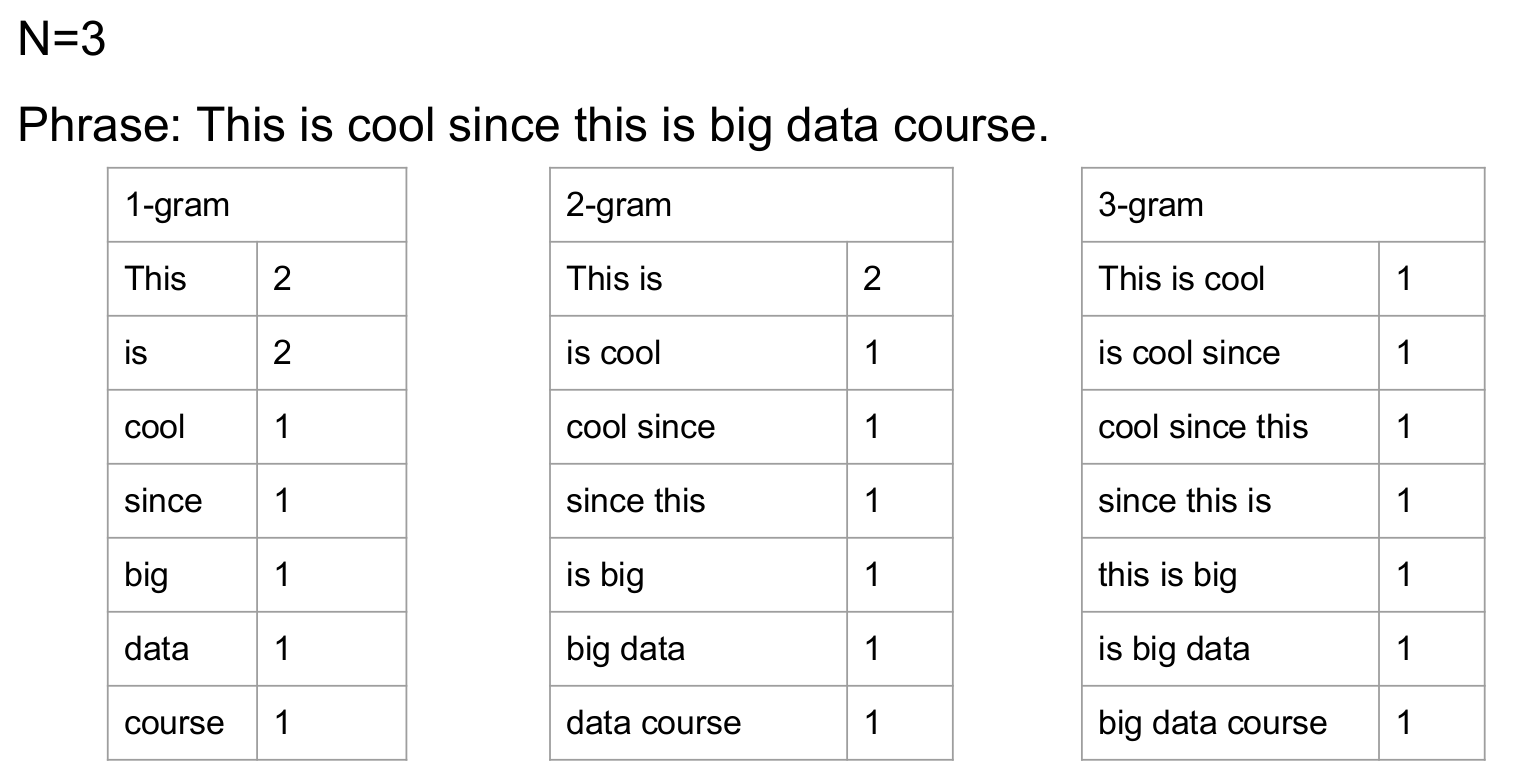 N=3
Phrase: This is cool since this is big data course.
1-gram
This 2
is 2
cool 1
since 1
big 1
data 1
course 1
2-gram
This is 2
is cool 1
cool since 1
since this 1
is big 1
big data 1
data course 1
3-gram
This is cool 1
is cool since 1
cool since this 1
since this is 1
this is big 1
is big data 1
big data course 1